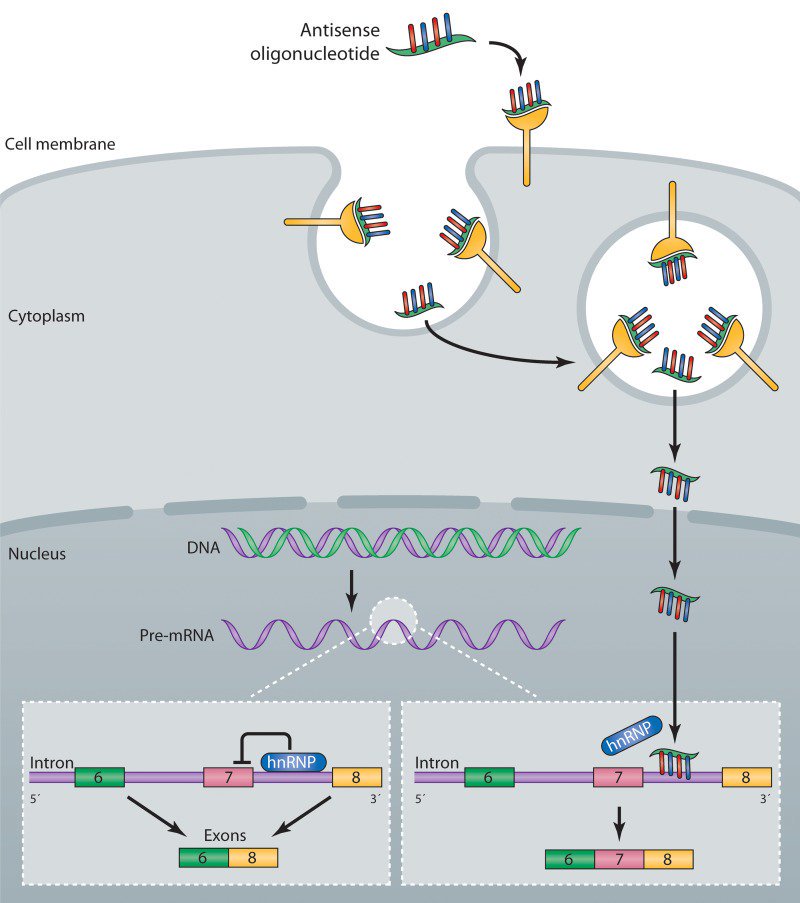 Antisense
oligonucleotide
Cell membrane
Cytoplasm
Nucleus
DNA
Pre-mRNA
Intron
6
7
hnRNP
8
5´
3´
Exons
6 8
hnRNP
Intron
6
7
8
5´
3´
6 7 8